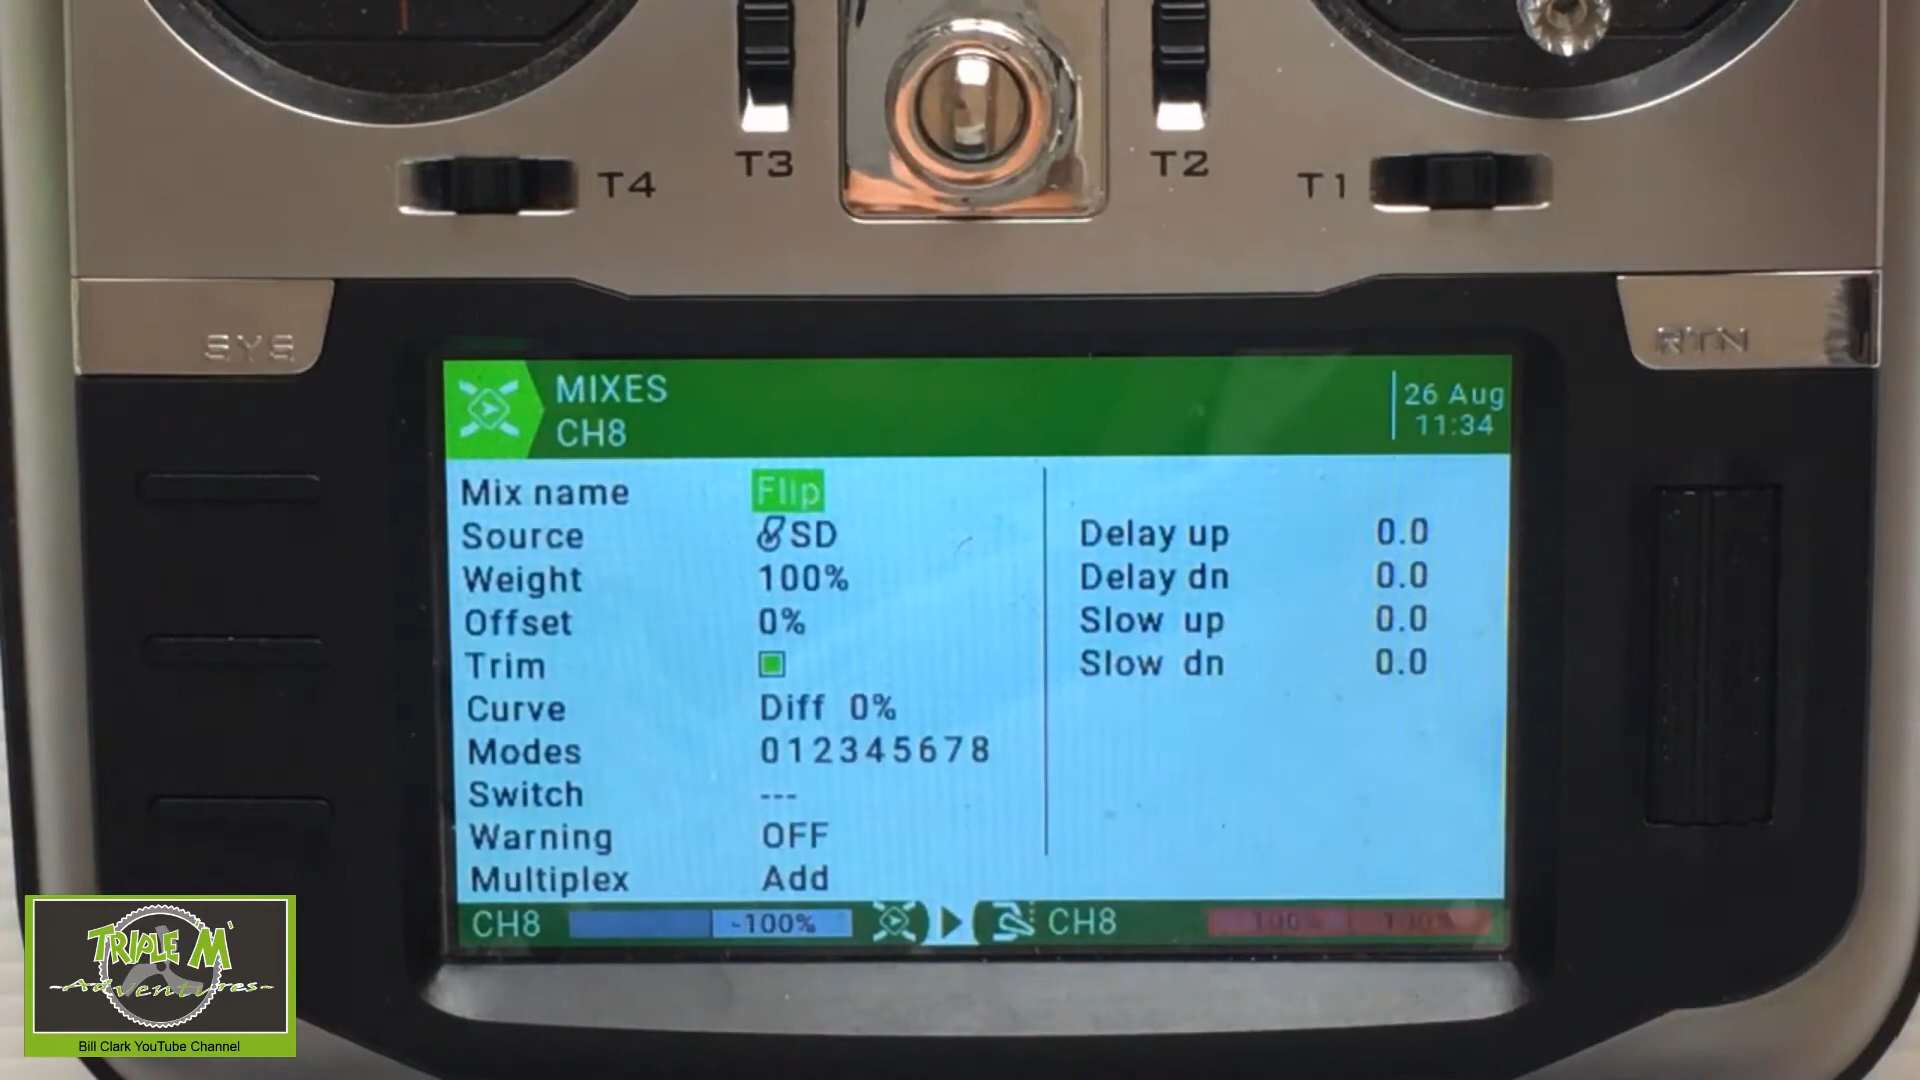 T4
T3
T2
T1
SYS
RTN
MIXES
CH8
26 Aug
11:34
Mix name Flip
Source SD
Weight 100%
Offset 0%
Trim
Curve Diff 0%
Modes 012345678
Switch ---
Warning OFF
Multiplex Add
Delay up 0.0
Delay dn 0.0
Slow up 0.0
Slow dn 0.0
CH8 -100% CH8
TRIPLE M'
-Adventures-
Bill Clark YouTube Channel